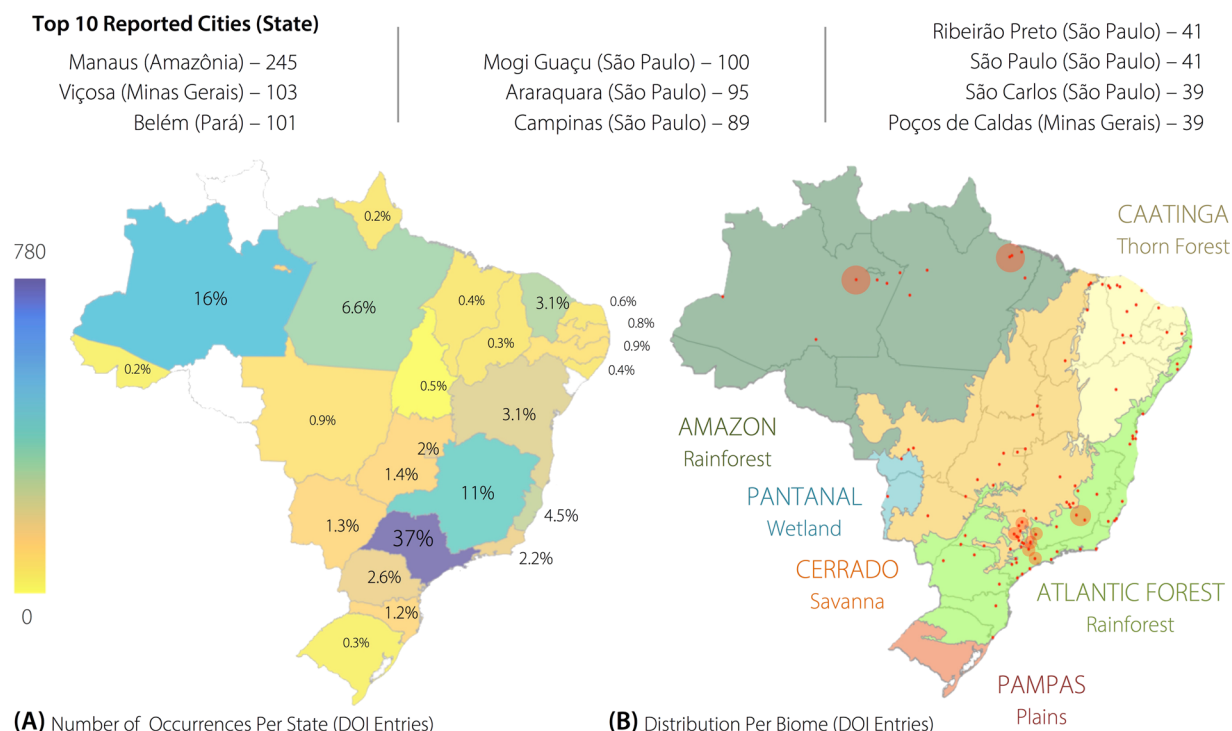 Top 10 Reported Cities (State)
Manaus (Amazônia) – 245
Viçosa (Minas Gerais) – 103
Belém (Pará) – 101
Mogi Guaçu (São Paulo) – 100
Araraquara (São Paulo) – 95
Campinas (São Paulo) – 89
Ribeirão Preto (São Paulo) – 41
São Paulo (São Paulo) – 41
São Carlos (São Paulo) – 39
Poços de Caldas (Minas Gerais) – 39
780
0
0.2%
16%
6.6%
0.4%
3.1%
0.6%
0.8%
0.9%
0.4%
0.3%
0.2%
0.5%
0.9%
3.1%
2%
1.4%
11%
4.5%
1.3%
37%
2.2%
2.6%
1.2%
0.3%
(A) Number of Occurrences Per State (DOI Entries)
CAATINGA
Thorn Forest
AMAZON
Rainforest
PANTANAL
Wetland
CERRADO
Savanna
ATLANTIC FOREST
Rainforest
PAMPAS
Plains
(B) Distribution Per Biome (DOI Entries)